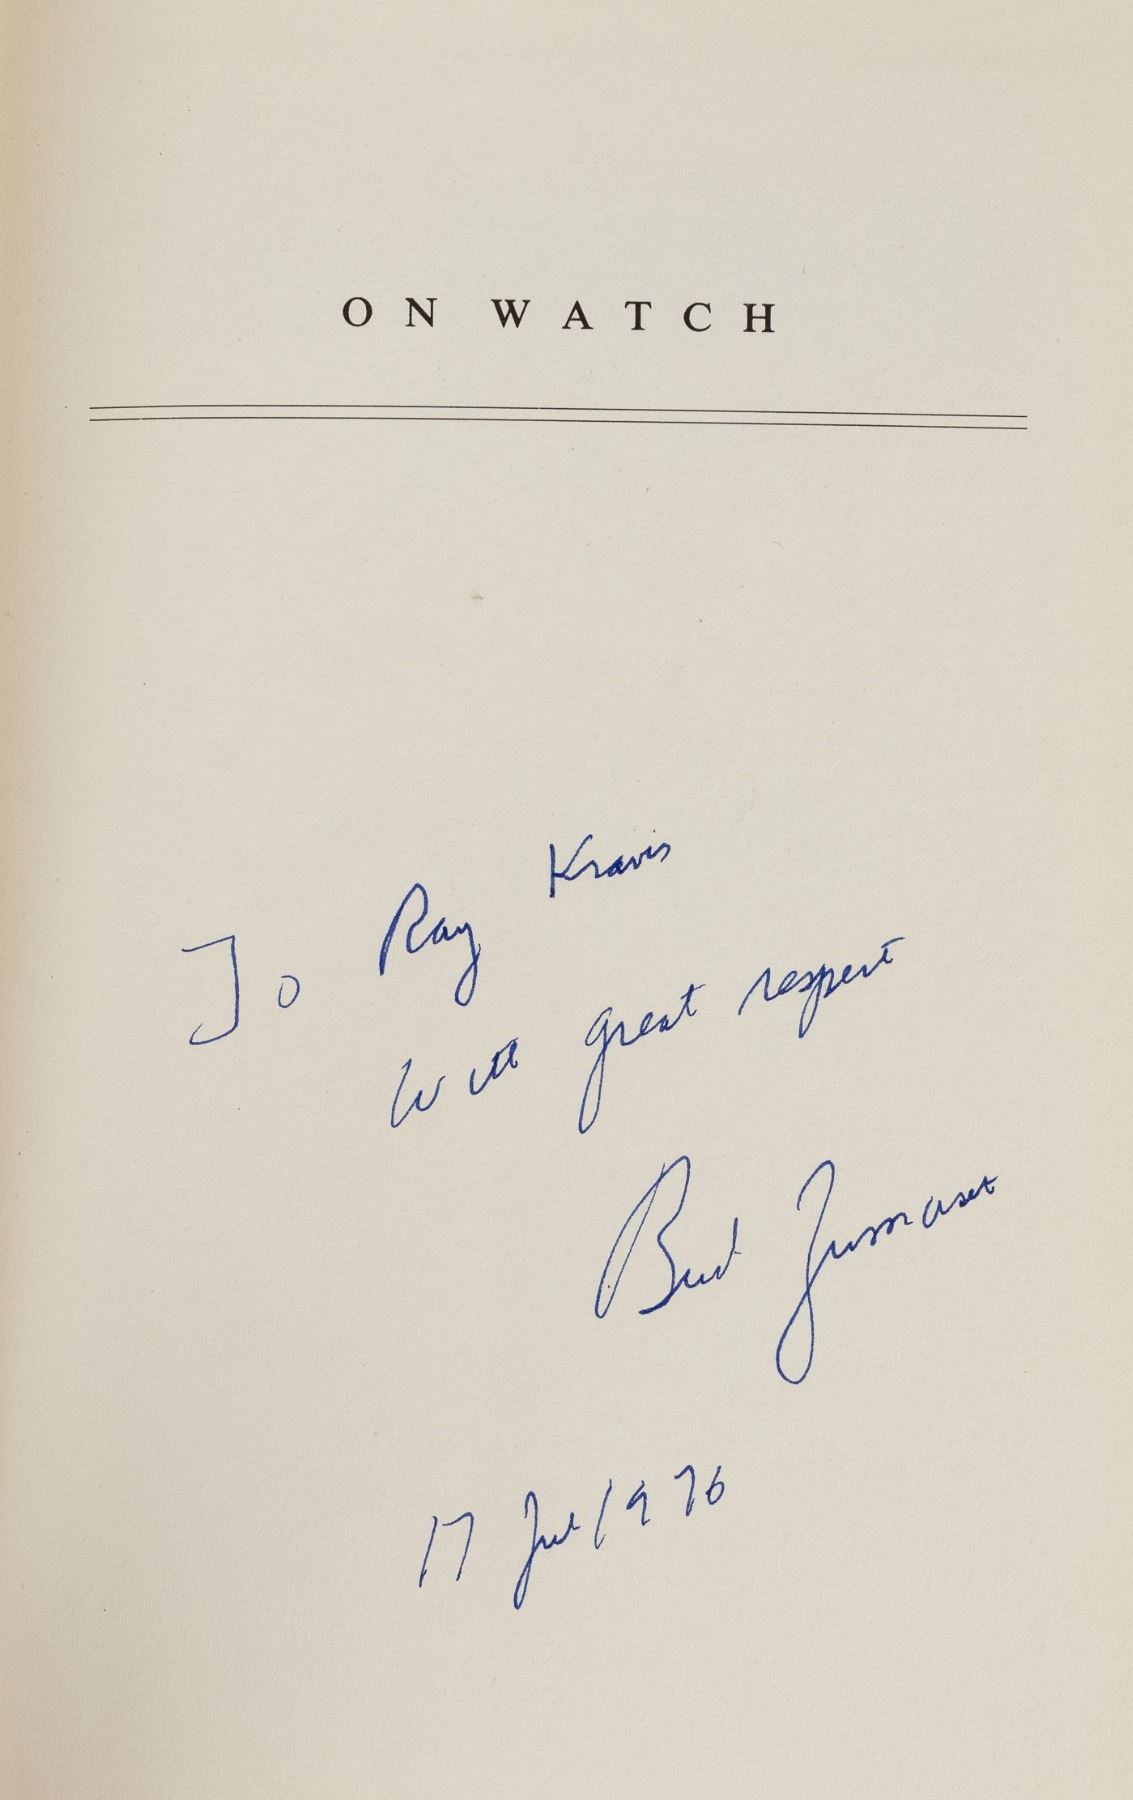 ON WATCH
To Ray Kravis
With great respect
Bud Zumwalt
17 Jul 1976